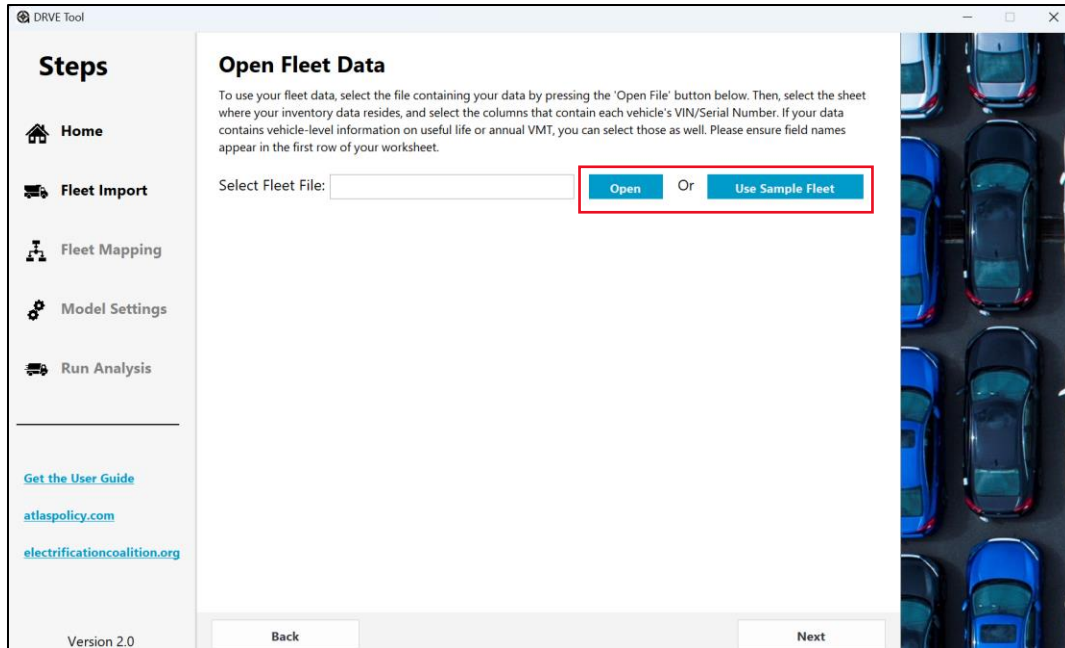 DRVE Tool
Steps
Home
Fleet Import
Fleet Mapping
Model Settings
Run Analysis
Get the User Guide
atlaspolicy.com
electrificationcoalition.org
Version 2.0
Open Fleet Data
To use your fleet data, select the file containing your data by pressing the 'Open File' button below. Then, select the sheet
where your inventory data resides, and select the columns that contain each vehicle's VIN/Serial Number. If your data
contains vehicle-level information on useful life or annual VMT, you can select those as well. Please ensure field names
appear in the first row of your worksheet.
Select Fleet File: Open Or Use Sample Fleet
Back Next